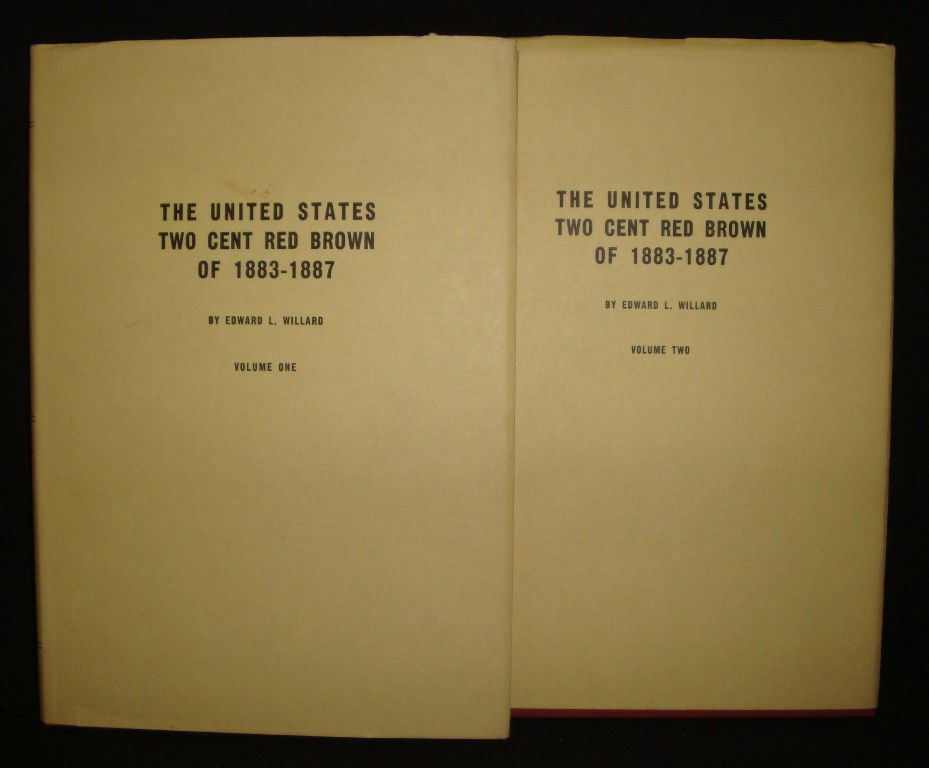 THE UNITED STATES
TWO CENT RED BROWN
OF 1883-1887
BY EDWARD L. WILLARD
VOLUME ONE
THE UNITED STATES
TWO CENT RED BROWN
OF 1883-1887
BY EDWARD L. WILLARD
VOLUME TWO